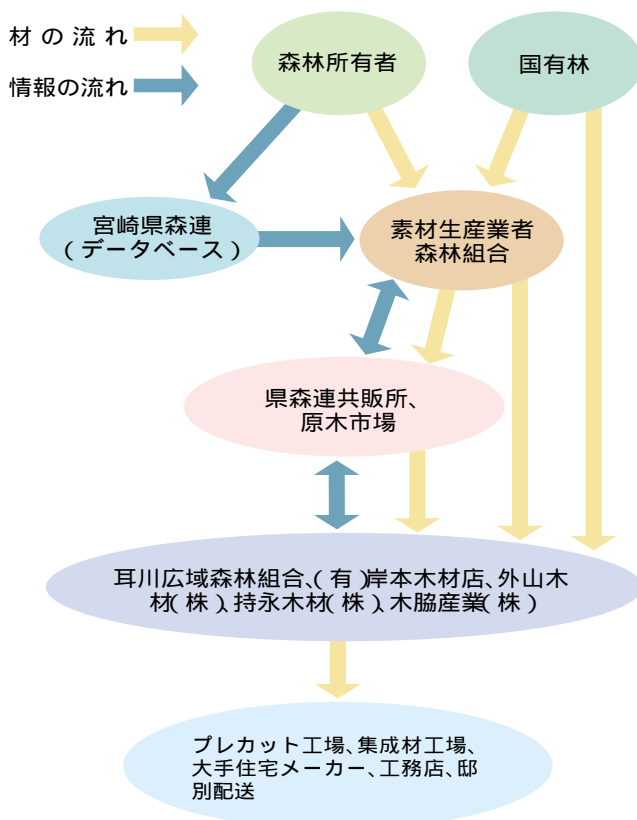 材の流れ
情報の流れ
森林所有者
国有林
宮崎県森連
(データベース)
素材生産業者
森林組合
県森連共販所、
原木市場
耳川広域森林組合、(有)岸本木材店、外山木
材(株)、持永木材(株)、木脇産業(株)
プレカット工場、集成材工場、
大手住宅メーカー、工務店、邸
別配送